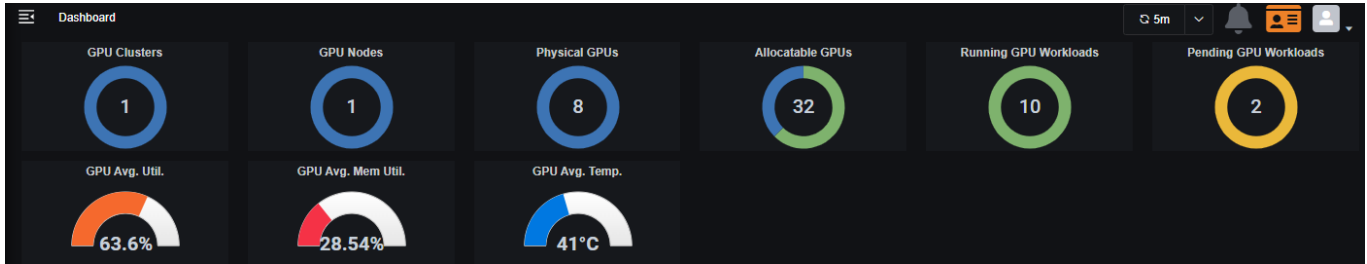 Dashboard
5m
GPU Clusters
GPU Nodes
Physical GPUs
Allocatable GPUs
Running GPU Workloads
Pending GPU Workloads
1
1
8
32
10
2
GPU Avg. Util.
GPU Avg. Mem Util.
GPU Avg. Temp.
63.6%
28.54%
41°C